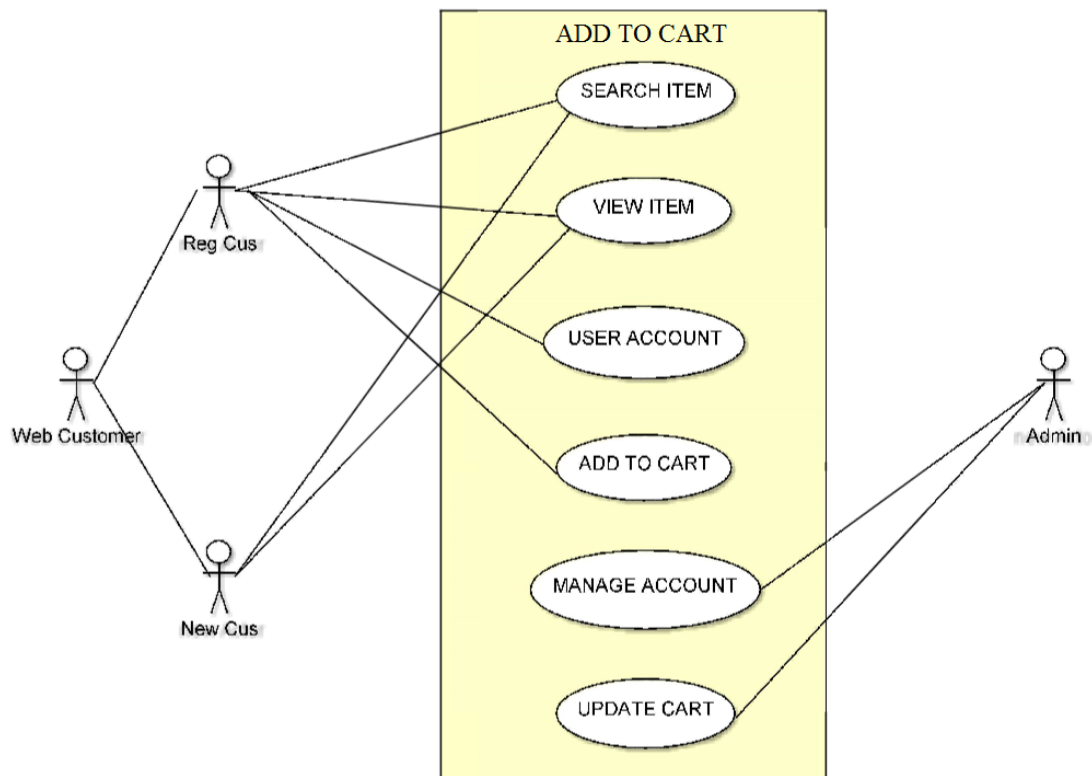 ADD TO CART
SEARCH ITEM
VIEW ITEM
Reg Cus
USER ACCOUNT
Web Customer
Admin
ADD TO CART
MANAGE ACCOUNT
New Cus
UPDATE CART